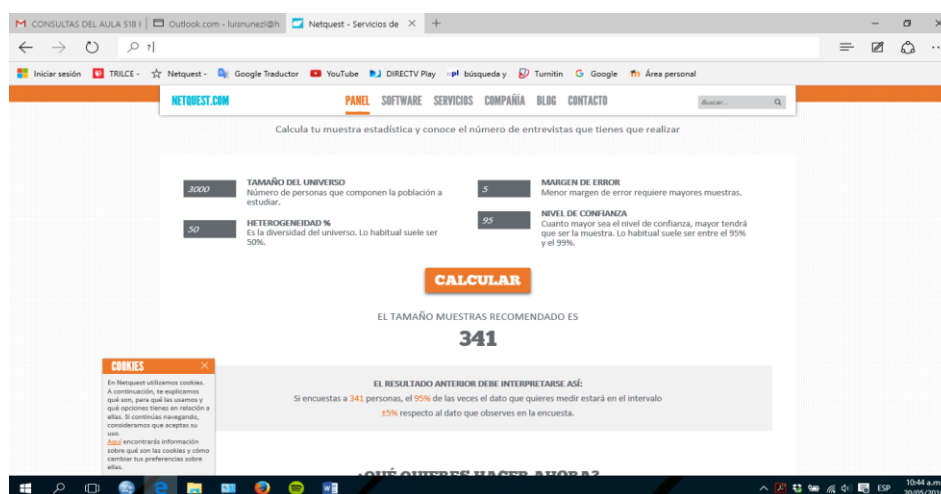 CONSULTAS DEL AULA 518 I
Outlook.com - luisnunezl@h
Netquest - Servicios de
Iniciar sesión
TRILCE -
Netquest -
Google Traductor
YouTube
DIRECTV Play
búsqueda y
Turnitin
Google
Área personal
NETQUEST.COM
PANEL SOFTWARE SERVICIOS COMPAÑÍA BLOG CONTACTO
Buscar...
Calcula tu muestra estadística y conoce el número de entrevistas que tienes que realizar
3000
TAMAÑO DEL UNIVERSO
Número de personas que componen la población a
estudiar.
50
HETEROGENEIDAD %
Es la diversidad del universo. Lo habitual suele ser
50%.
5
MARGEN DE ERROR
Menor margen de error requiere mayores muestras.
95
NIVEL DE CONFIANZA
Cuanto mayor sea el nivel de confianza, mayor tendrá
que ser la muestra. Lo habitual suele ser entre el 95%
y el 99%.
CALCULAR
EL TAMAÑO MUESTRAS RECOMENDADO ES
341
EL RESULTADO ANTERIOR DEBE INTERPRETARSE ASÍ:
Si encuestas a 341 personas, el 95% de las veces el dato que quieres medir estará en el intervalo
±5% respecto al dato que observes en la encuesta.
COOKIES
En Netquest utilizamos cookies.
A continuación, te explicamos
qué son, para qué las usamos y
qué opciones tienes en relación a
ellas. Si continúas navegando,
consideramos que aceptas su
uso.
Aquí encontrarás información
sobre qué son las cookies y cómo
cambiar tus preferencias sobre
ellas.
¿QUÉ QUIERES HACER AHORA?
ESP
10:44 a.m.